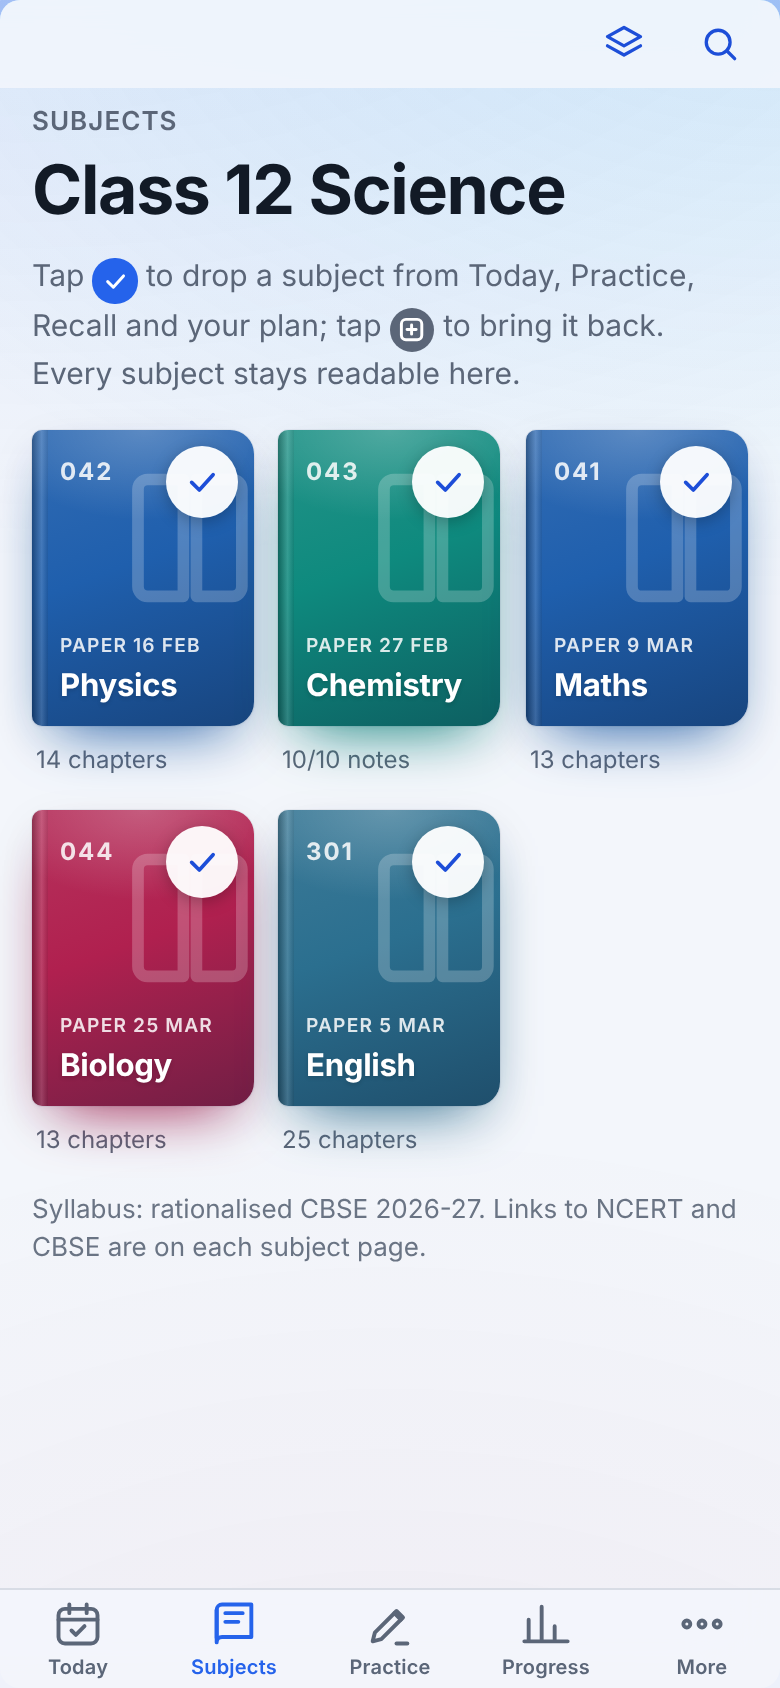 SUBJECTS
Class 12 Science
Tap to drop a subject from Today, Practice,
Recall and your plan; tap to bring it back.
Every subject stays readable here.
042
PAPER 16 FEB
Physics
14 chapters
043
PAPER 27 FEB
Chemistry
10/10 notes
041
PAPER 9 MAR
Maths
13 chapters
044
PAPER 25 MAR
Biology
13 chapters
301
PAPER 5 MAR
English
25 chapters
Syllabus: rationalised CBSE 2026-27. Links to NCERT and
CBSE are on each subject page.
Today
Subjects
Practice
Progress
More